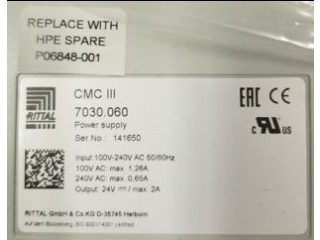 REPLACE WITH
HPE SPARE
P06848-001
RITTAL
CMC III
7030.060
Power supply
Ser No.: 141650
EAC CE
c RU us
Input:100V-240V AC 50/60Hz
100V AC: max. 1,26A
240V AC: max. 0,65A
Output: 24V / max. 2A
RITTAL GmbH & Co.KG D-35745 Herborn